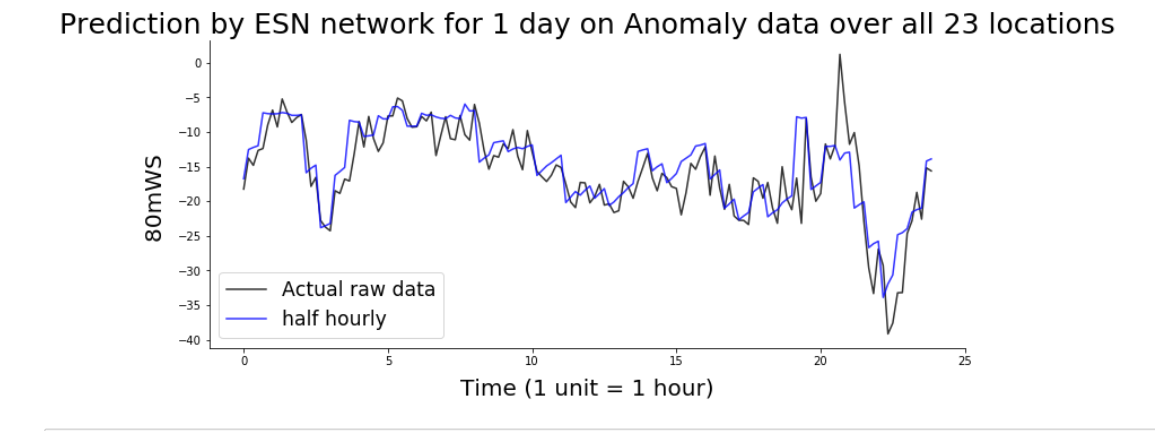 Prediction by ESN network for 1 day on Anomaly data over all 23 locations
0
−5
−10
−15
−20
−25
−30
−35
−40
80mWS
Actual raw data
half hourly
0 5 10 15 20 25
Time (1 unit = 1 hour)